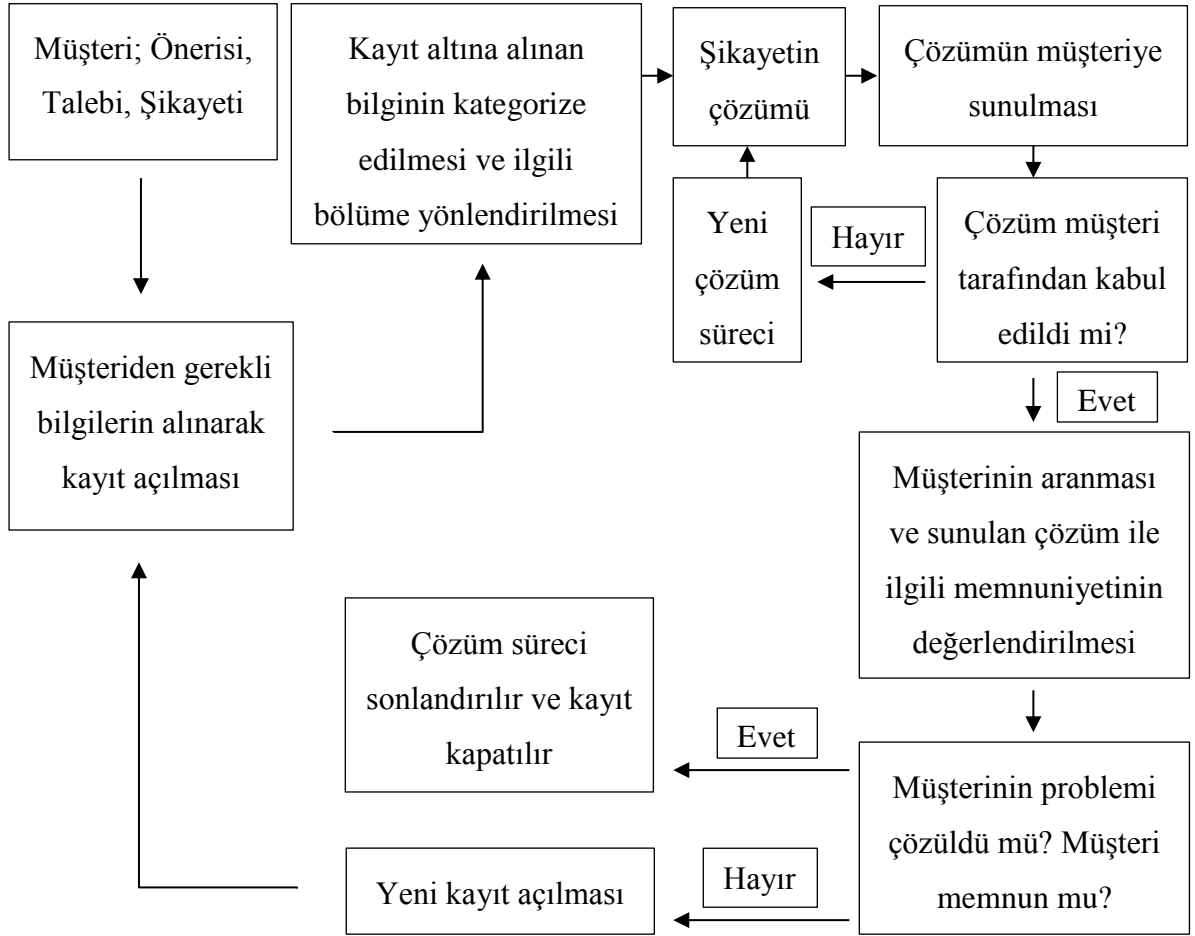 Müşteri; Önerisi,
Talebi, Şikayeti
Müşteriden gerekli
bilgilerin alınarak
kayıt açılması
Kayıt altına alınan
bilginin kategorize
edilmesi ve ilgili
bölüme yönlendirilmesi
Şikayetin
çözümü
Çözümün müşteriye
sunulması
Çözüm müşteri
tarafından kabul
edildi mi?
Hayır
Yeni
çözüm
süreci
Evet
Müşterinin aranması
ve sunulan çözüm ile
ilgili memnuniyetinin
değerlendirilmesi
Müşterinin problemi
çözüldü mü? Müşteri
memnun mu?
Evet
Çözüm süreci
sonlandırılır ve kayıt
kapatılır
Hayır
Yeni kayıt açılması